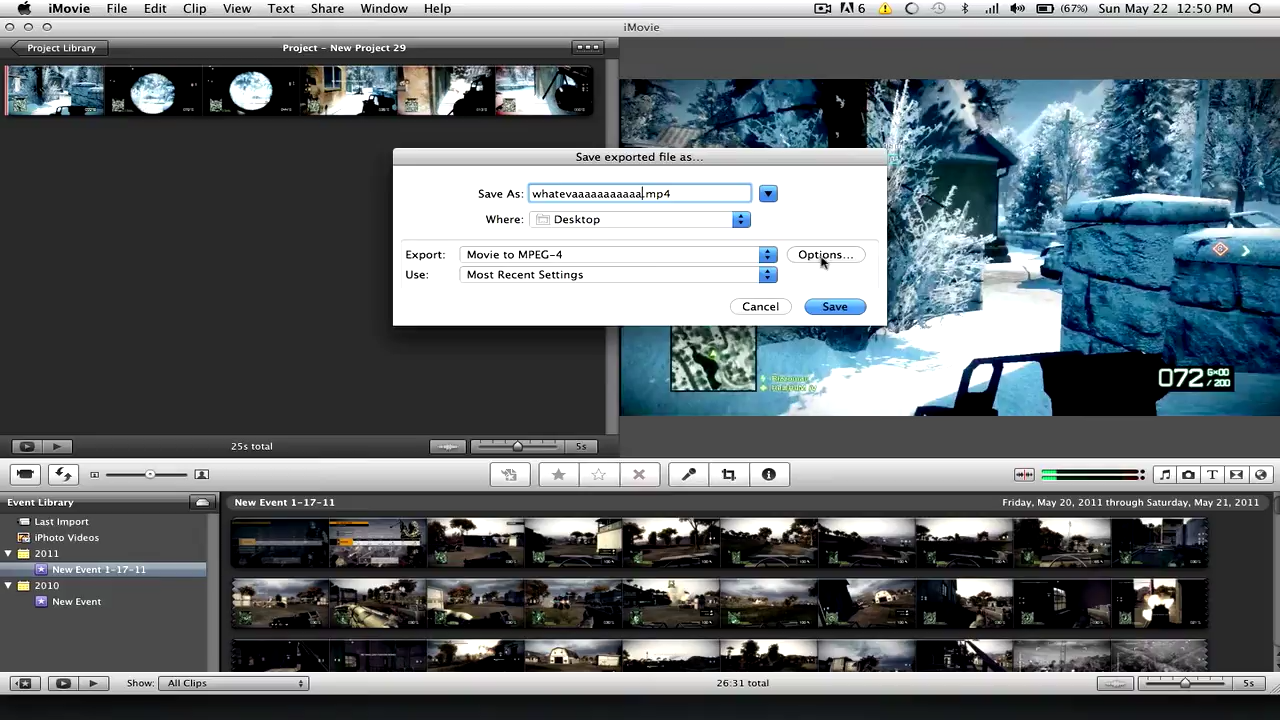 iMovie File Edit Clip View Text Share Window Help 6 (67%) Sun May 22 12:50 PM
iMovie
Project Library
Project - New Project 29
Save exported file as...
Save As: whatevaaaaaaaaaaa.mp4
Where: Desktop
Export: Movie to MPEG-4 Options...
Use: Most Recent Settings
Cancel Save
072 6×00 / 200
25s total 5s
Event Library
New Event 1-17-11 Friday, May 20, 2011 through Saturday, May 21, 2011
Last Import
iPhoto Videos
2011
New Event 1-17-11
2010
New Event
Show: All Clips 26:31 total 5s